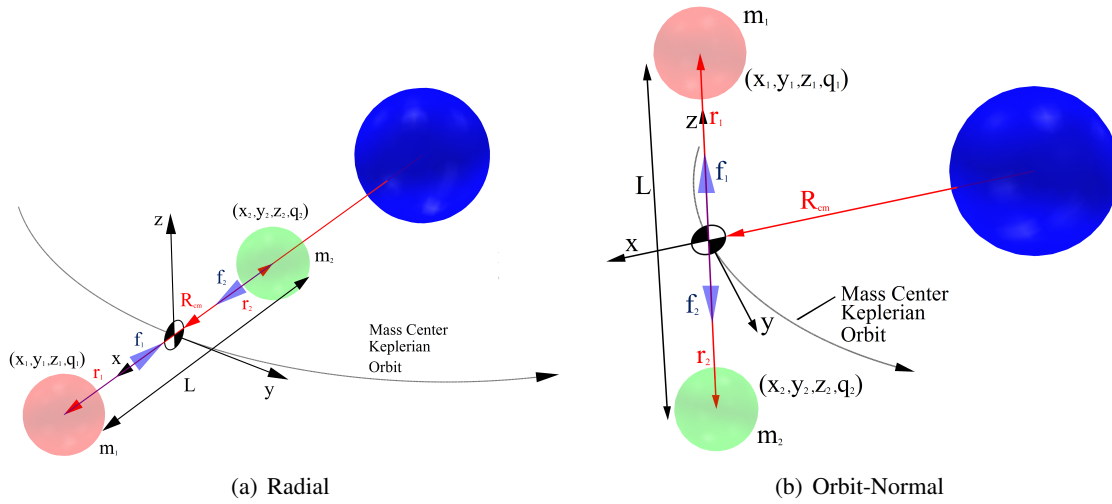 z
(x₂,y₂,z₂,q₂)
m₂
f₂
r₂
R_cm
f₁
(x₁,y₁,z₁,q₁)
x
r₁
L
y
m₁
Mass Center
Keplerian
Orbit
(a) Radial
m₁
(x₁,y₁,z₁,q₁)
r₁
z
f₁
L
R_cm
x
f₂
y
Mass Center
Keplerian
Orbit
r₂
(x₂,y₂,z₂,q₂)
m₂
(b) Orbit-Normal